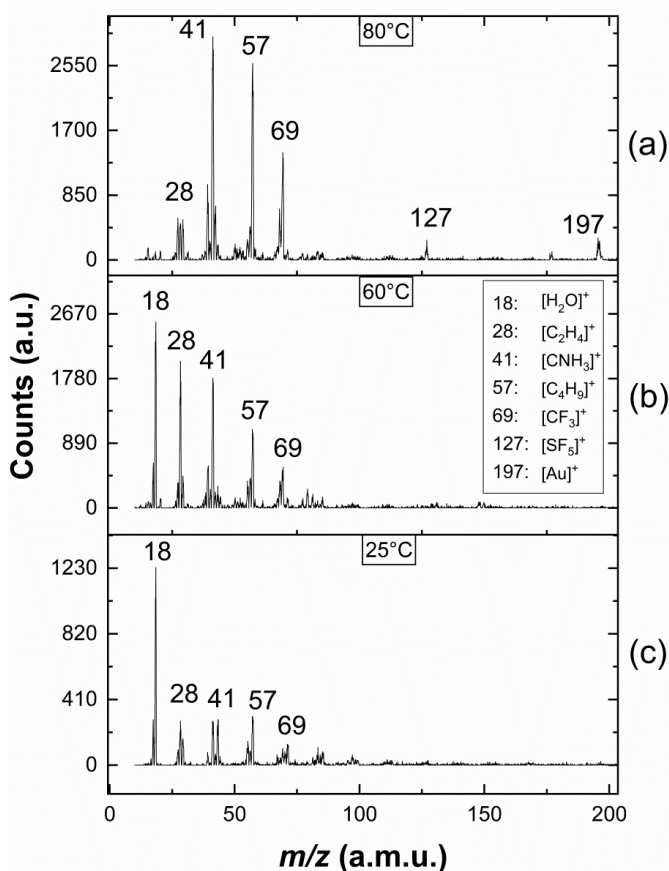 80°C
41
57
2550
69
1700
(a)
850
28
127
197
0
60°C
18
2670
28
41
1780
57
890
69
0
18: [H₂O]⁺
28: [C₂H₄]⁺
41: [CNH₃]⁺
57: [C₄H₉]⁺
69: [CF₃]⁺
127: [SF₅]⁺
197: [Au]⁺
(b)
Counts (a.u.)
25°C
18
1230
820
28
41
57
69
410
0
(c)
0 50 100 150 200
m/z (a.m.u.)